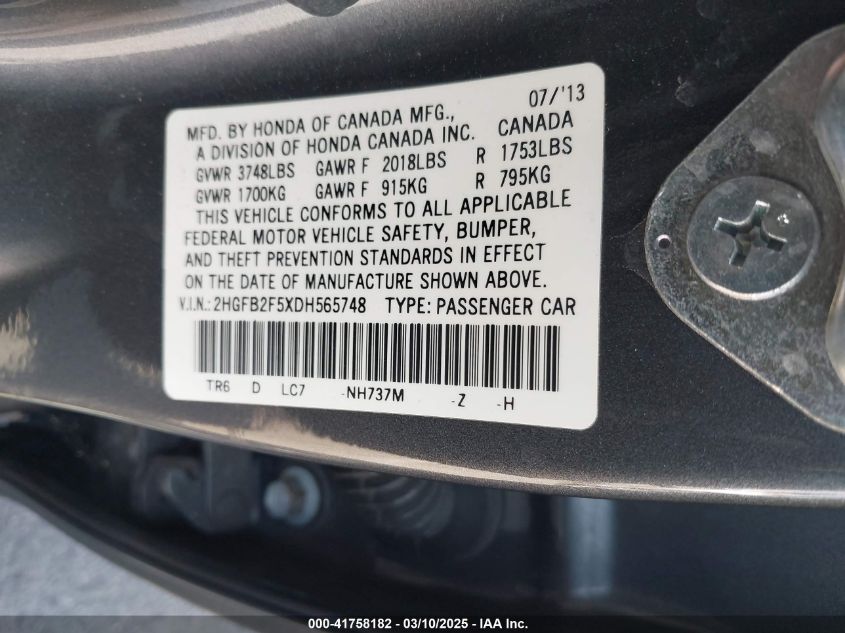 07/'13
MFD. BY HONDA OF CANADA MFG.,
A DIVISION OF HONDA CANADA INC. CANADA
GVWR 3748LBS GAWR F 2018LBS R 1753LBS
GVWR 1700KG GAWR F 915KG R 795KG
THIS VEHICLE CONFORMS TO ALL APPLICABLE
FEDERAL MOTOR VEHICLE SAFETY, BUMPER,
AND THEFT PREVENTION STANDARDS IN EFFECT
ON THE DATE OF MANUFACTURE SHOWN ABOVE.
V.I.N.: 2HGFB2F5XDH565748 TYPE: PASSENGER CAR
TR6 D LC7 -NH737M -Z -H
000-41758182 - 03/10/2025 - IAA Inc.